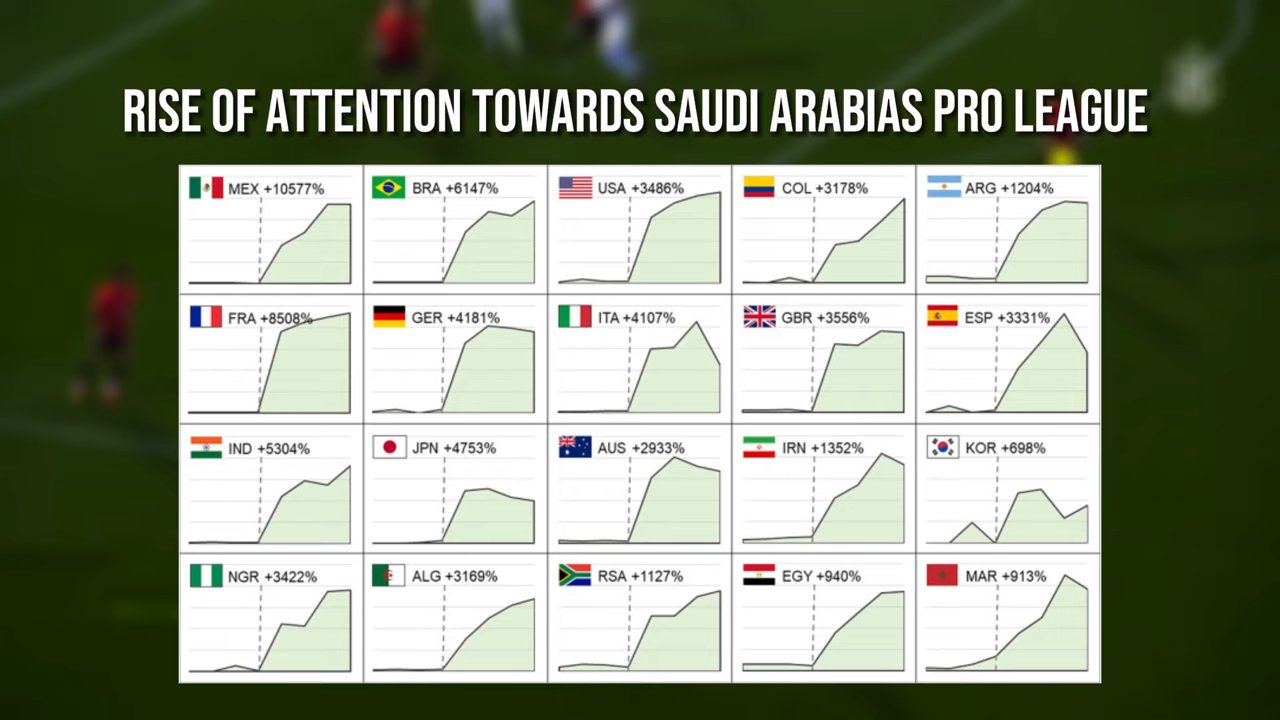 RISE OF ATTENTION TOWARDS SAUDI ARABIAS PRO LEAGUE
MEX +10577%
BRA +6147%
USA +3486%
COL +3178%
ARG +1204%
FRA +8508%
GER +4181%
ITA +4107%
GBR +3556%
ESP +3331%
IND +5304%
JPN +4753%
AUS +2933%
IRN +1352%
KOR +698%
NGR +3422%
ALG +3169%
RSA +1127%
EGY +940%
MAR +913%